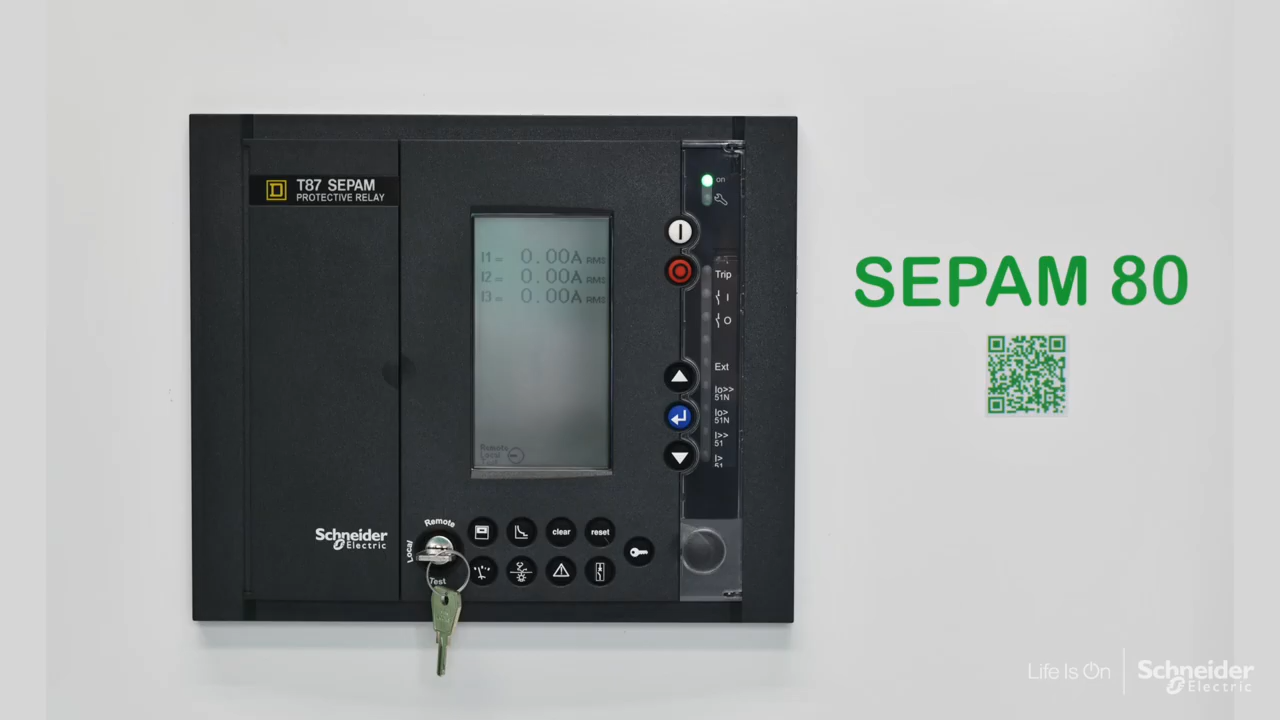 T87 SEPAM
PROTECTIVE RELAY
I1 = 0.00A RMS
I2 = 0.00A RMS
I3 = 0.00A RMS
Remote
Local
on
Trip
I
O
Ext
Io>>
51N
Io>
51N
I>>
51
I>
51
Schneider
Electric
Remote
Local
Test
clear
reset
SEPAM 80
Life Is On
Schneider
Electric